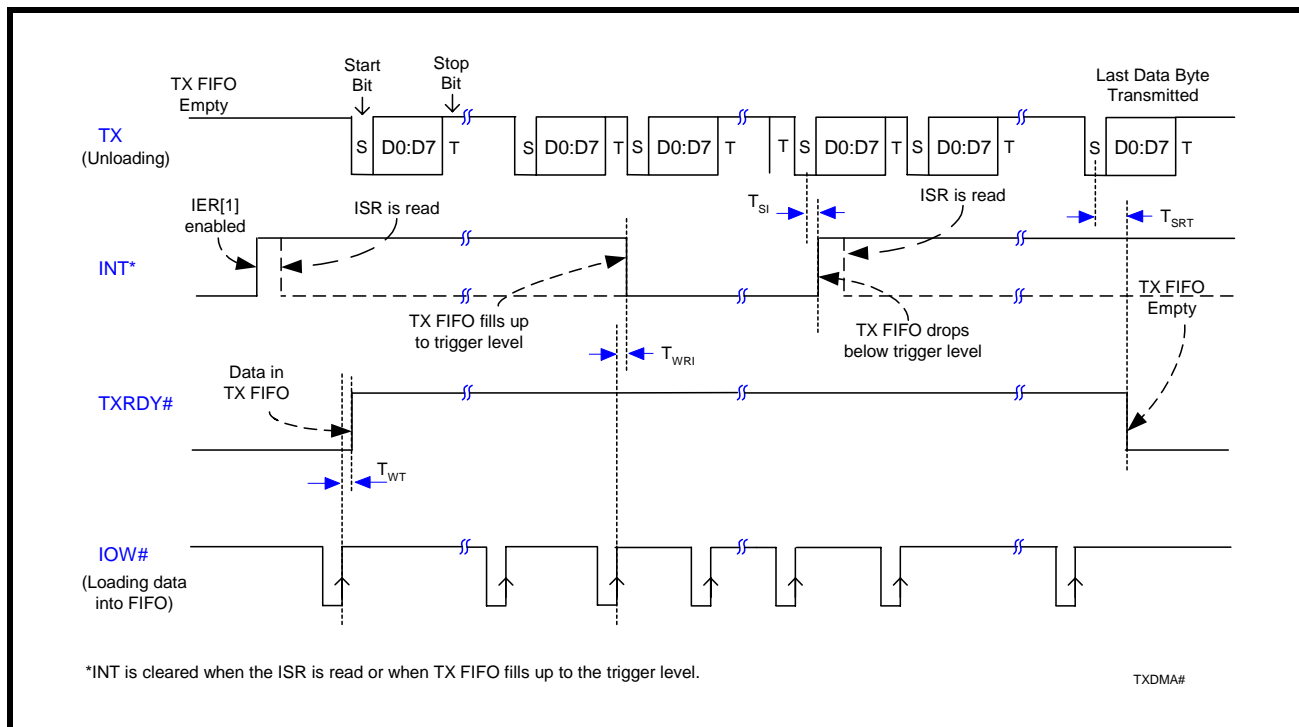 Start
Bit
Stop
Bit
TX FIFO
Empty
Last Data Byte
Transmitted
TX
(Unloading)
S D0:D7 T S D0:D7 T S D0:D7 T T S D0:D7 T S D0:D7 T S D0:D7 T
IER[1]
enabled
ISR is read
TSI
ISR is read
TSRT
INT*
TX FIFO fills up
to trigger level
TX FIFO drops
below trigger level
TX FIFO
Empty
TWRI
Data in
TX FIFO
TXRDY#
TWT
IOW#
(Loading data
into FIFO)
*INT is cleared when the ISR is read or when TX FIFO fills up to the trigger level.
TXDMA#